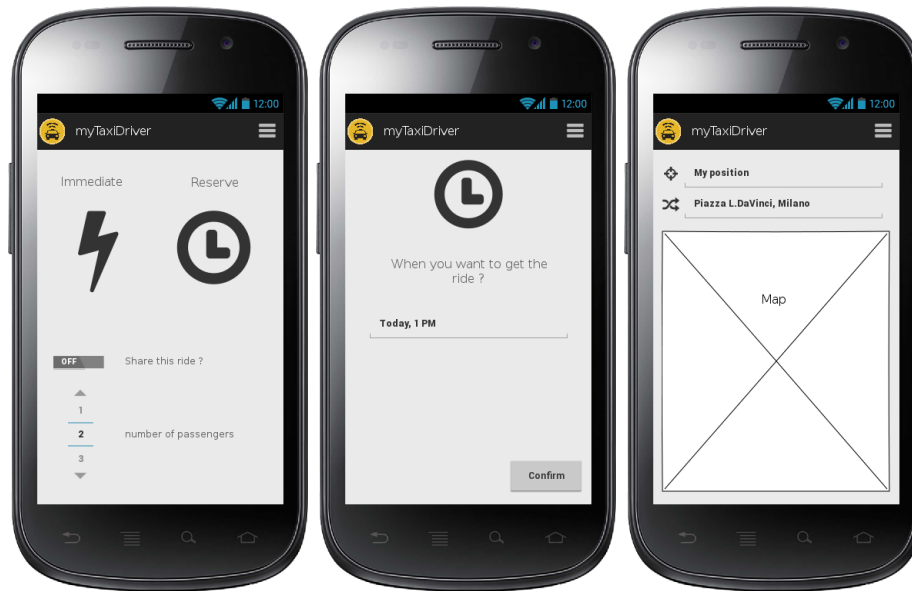 12:00
myTaxiDriver
Immediate
Reserve
OFF
Share this ride ?
1
2
number of passengers
3
12:00
myTaxiDriver
When you want to get the
ride ?
Today, 1 PM
Confirm
12:00
myTaxiDriver
My position
Piazza L.DaVinci, Milano
Map